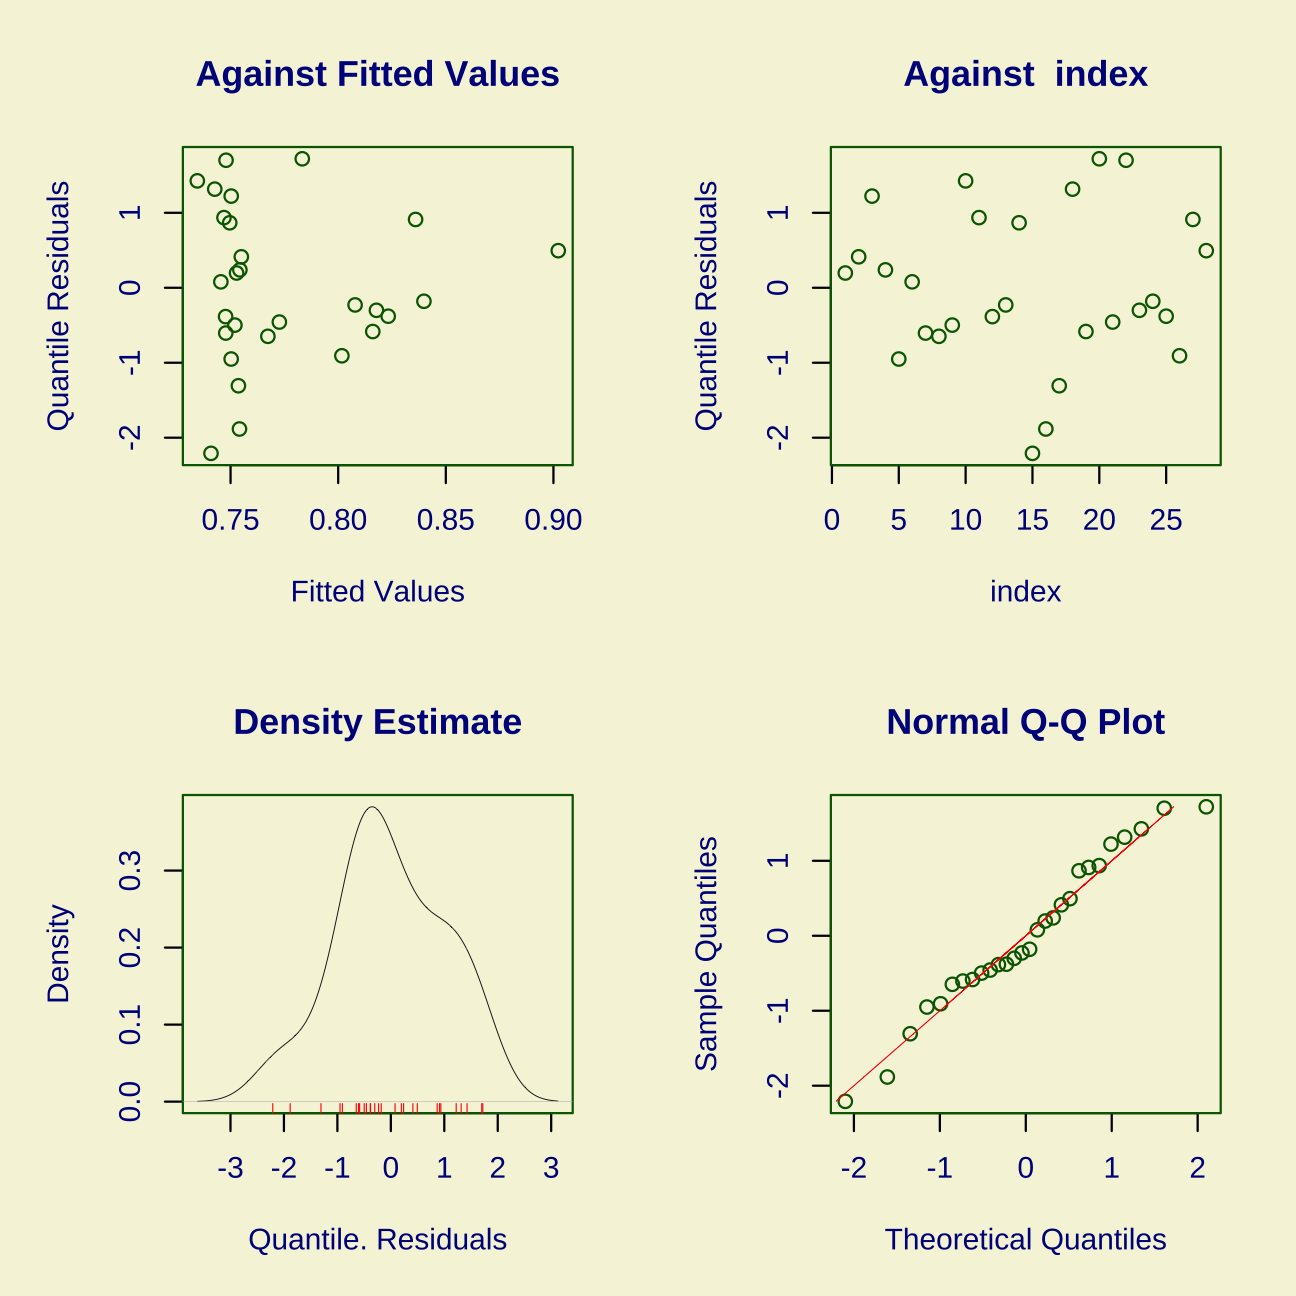 Against Fitted Values
Quantile Residuals
1
0
-1
-2
0.75 0.80 0.85 0.90
Fitted Values
Against  index
Quantile Residuals
1
0
-1
-2
0 5 10 15 20 25
index
Density Estimate
Density
0.3
0.2
0.1
0.0
-3 -2 -1 0 1 2 3
Quantile. Residuals
Normal Q-Q Plot
Sample Quantiles
1
0
-1
-2
-2 -1 0 1 2
Theoretical Quantiles